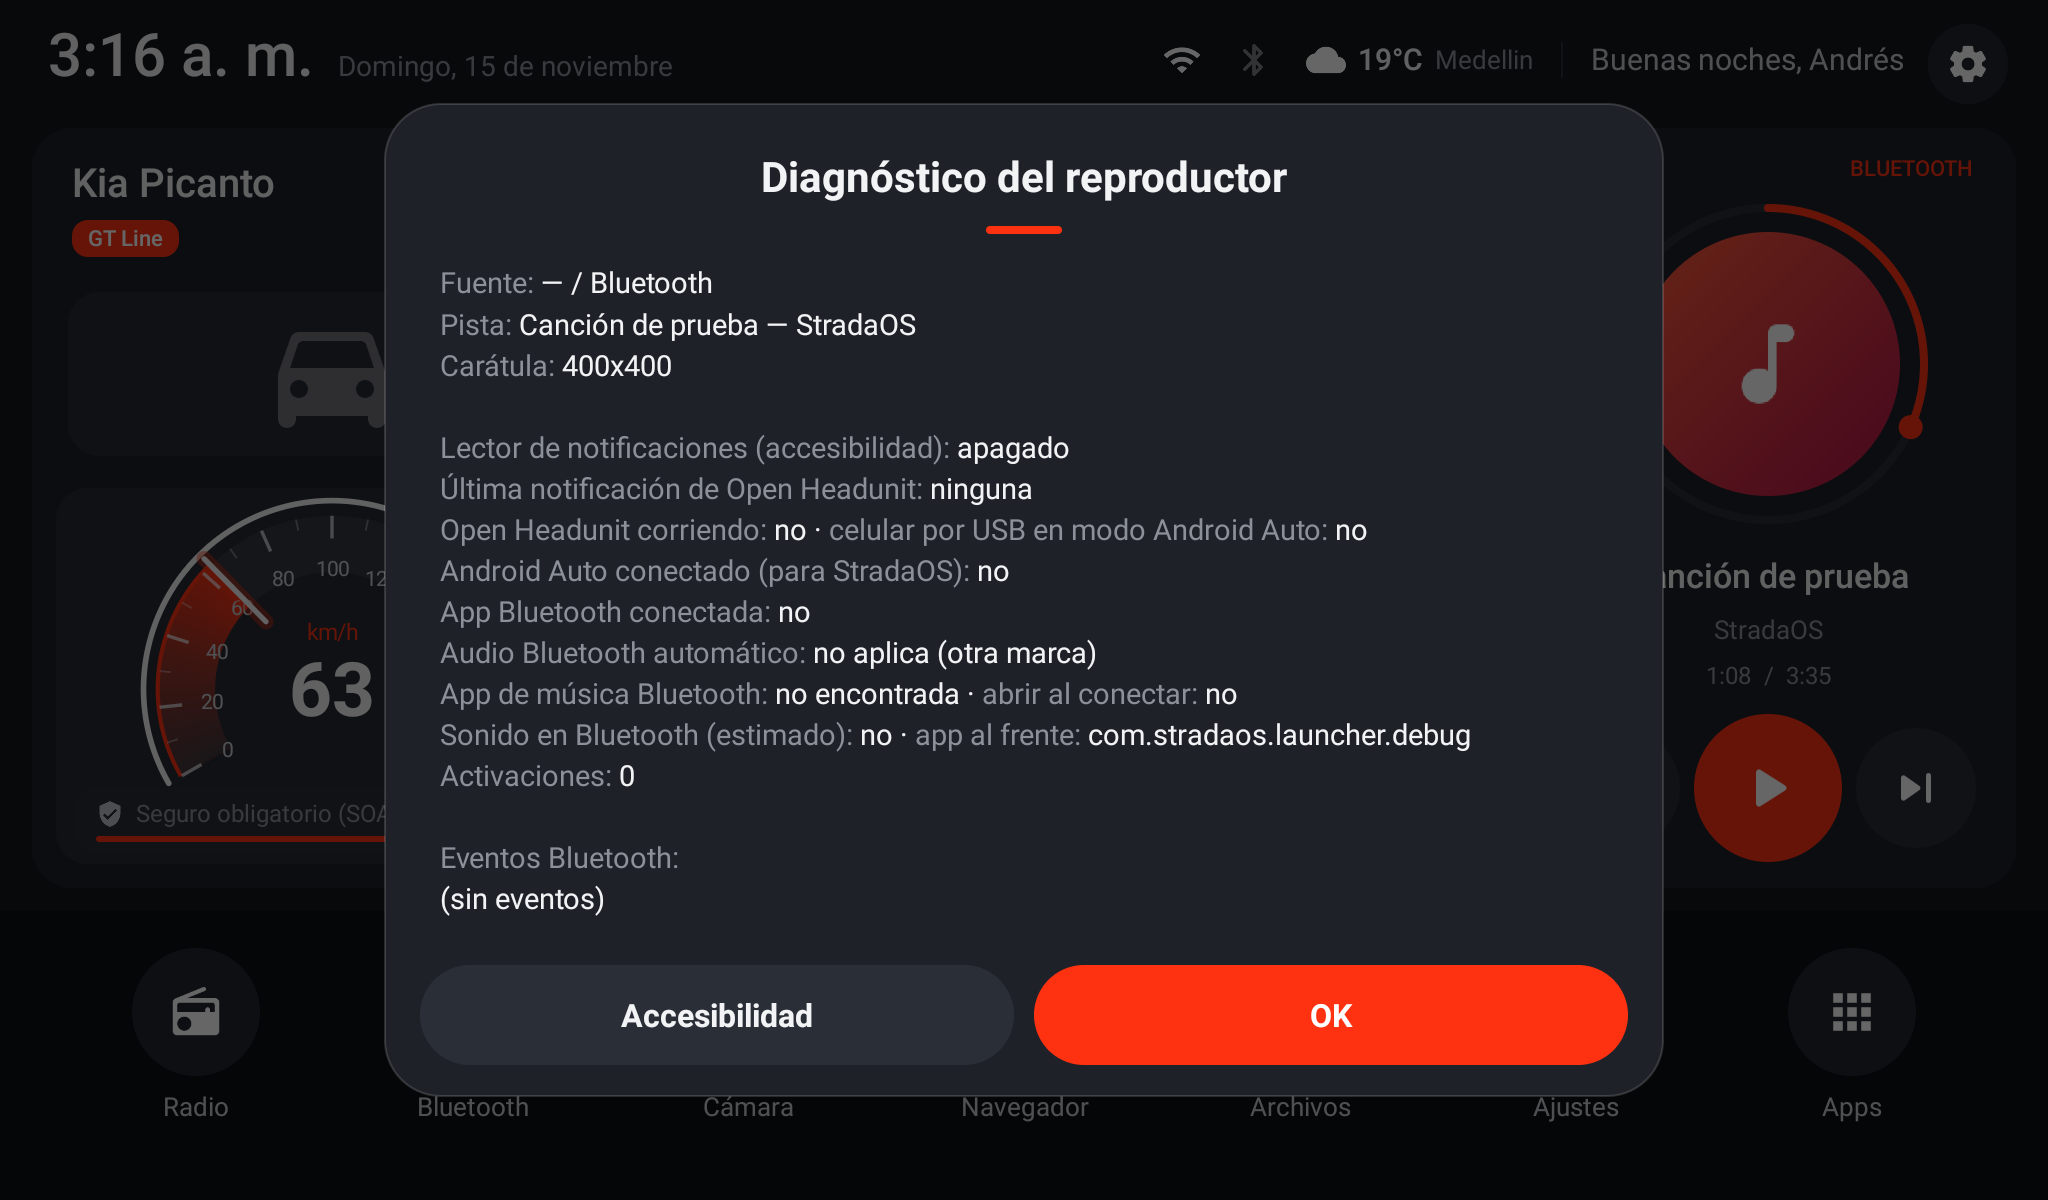 3:16 a. m.
Domingo, 15 de noviembre
19°C Medellin
Buenas noches, Andrés
Kia Picanto
GT Line
BLUETOOTH
Diagnóstico del reproductor
Fuente: — / Bluetooth
Pista: Canción de prueba — StradaOS
Carátula: 400x400
Lector de notificaciones (accesibilidad): apagado
Última notificación de Open Headunit: ninguna
Open Headunit corriendo: no · celular por USB en modo Android Auto: no
Android Auto conectado (para StradaOS): no
App Bluetooth conectada: no
Audio Bluetooth automático: no aplica (otra marca)
App de música Bluetooth: no encontrada · abrir al conectar: no
Sonido en Bluetooth (estimado): no · app al frente: com.stradaos.launcher.debug
Activaciones: 0
Eventos Bluetooth:
(sin eventos)
Accesibilidad
OK
0
20
40
60
80
100
12
km/h
63
Seguro obligatorio (SOA
nción de prueba
StradaOS
1:08 / 3:35
Radio
Bluetooth
Cámara
Navegador
Archivos
Ajustes
Apps